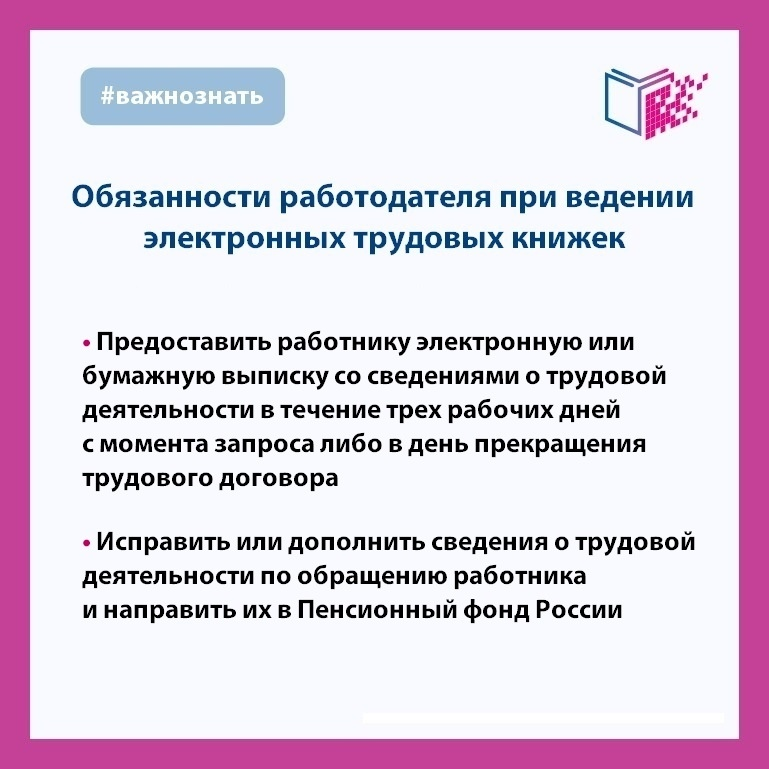 #важнознать
Обязанности работодателя при ведении
электронных трудовых книжек
• Предоставить работнику электронную или
бумажную выписку со сведениями о трудовой
деятельности в течение трех рабочих дней
с момента запроса либо в день прекращения
трудового договора
• Исправить или дополнить сведения о трудовой
деятельности по обращению работника
и направить их в Пенсионный фонд России